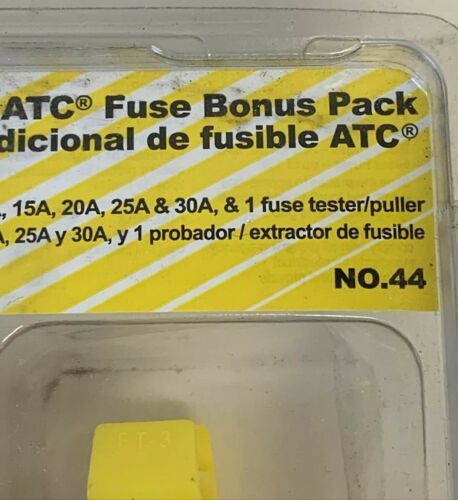 ATC® Fuse Bonus Pack
dicional de fusible ATC®
, 15A, 20A, 25A & 30A, & 1 fuse tester/puller
A, 25A y 30A, y 1 probador / extractor de fusible
NO.44
FT-3